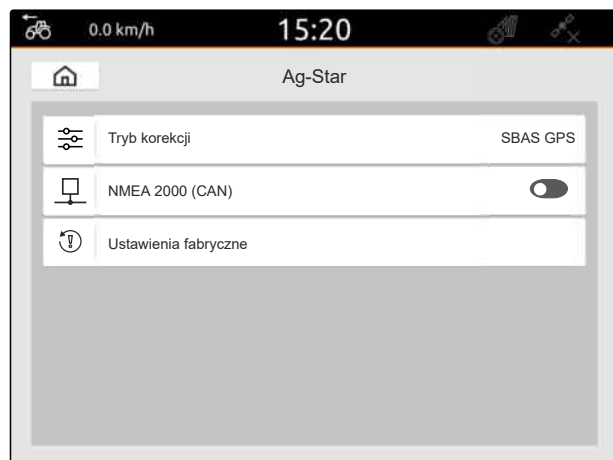 0.0 km/h
15:20
Ag-Star
Tryb korekcji
SBAS GPS
NMEA 2000 (CAN)
Ustawienia fabryczne